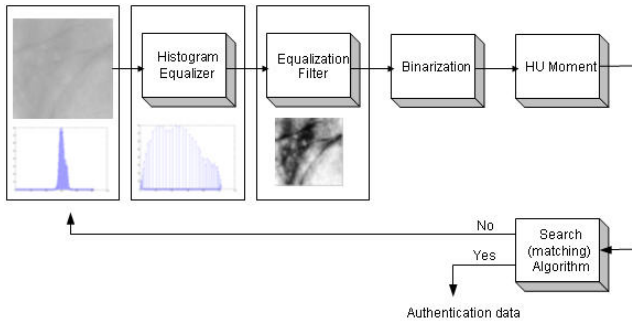 Histogram
Equalizer
Equalization
Filter
Binarization
HU Moment
No
Yes
Search
(matching)
Algorithm
Authentication data